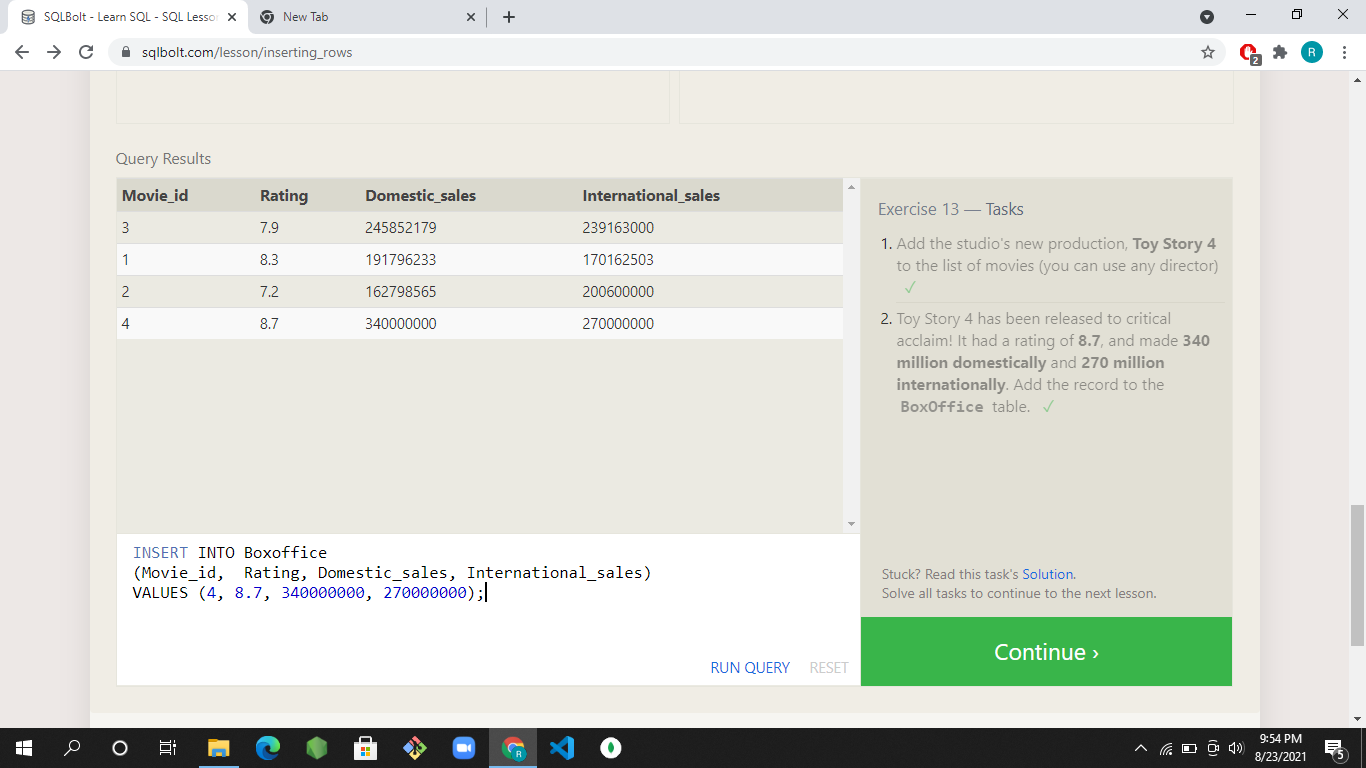 SQLBolt - Learn SQL - SQL Lesson
New Tab
sqlbolt.com/lesson/inserting_rows
2
R
Query Results
Movie_id Rating Domestic_sales International_sales
3 7.9 245852179 239163000
1 8.3 191796233 170162503
2 7.2 162798565 200600000
4 8.7 340000000 270000000
Exercise 13 — Tasks
1. Add the studio's new production, Toy Story 4
to the list of movies (you can use any director)
✓
2. Toy Story 4 has been released to critical
acclaim! It had a rating of 8.7, and made 340
million domestically and 270 million
internationally. Add the record to the
BoxOffice table. ✓
INSERT INTO Boxoffice
(Movie_id,  Rating, Domestic_sales, International_sales)
VALUES (4, 8.7, 340000000, 270000000);
RUN QUERY RESET
Stuck? Read this task's Solution.
Solve all tasks to continue to the next lesson.
Continue ›
R
9:54 PM
8/23/2021
5